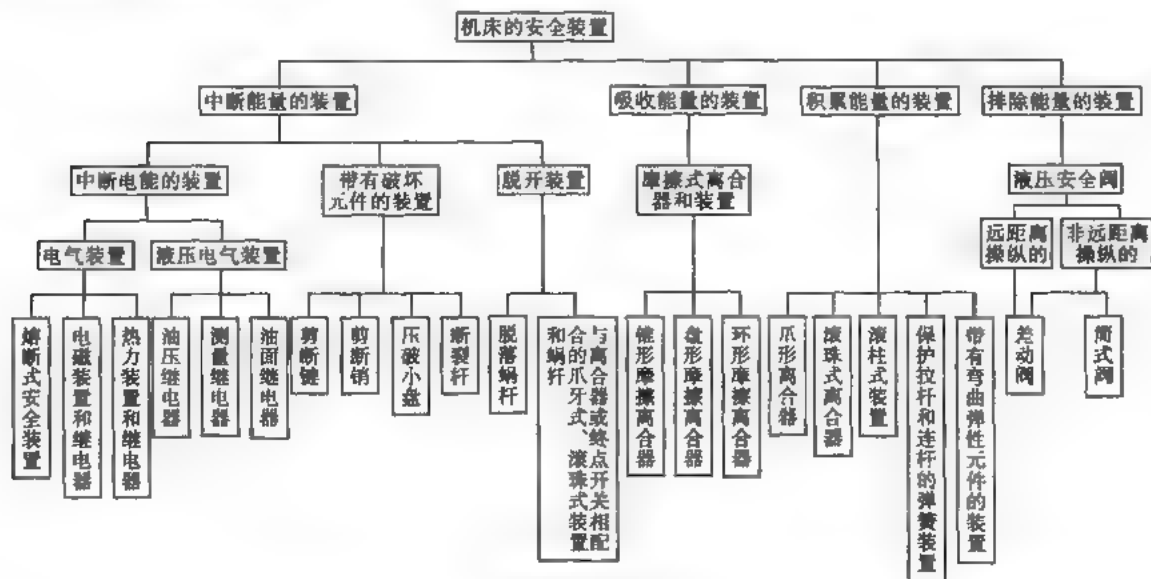 机床的安全装置
中断能量的装置
吸收能量的装置
积累能量的装置
排除能量的装置
中断电能的装置
带有破坏
元件的装置
脱开装置
摩擦式离合
器和装置
液压安全阀
电气装置
液压电气装置
远距离
操纵的
非远距离
操纵的
熔断式安全装置
电磁装置和继电器
热力装置和继电器
油压继电器
测量继电器
油面继电器
剪断键
剪断销
压破小盘
断裂杆
脱落蜗杆
与离合器或终点开关相配
合的爪牙式、滚珠式装置
和蜗杆
锥形摩擦离合器
盘形摩擦离合器
环形摩擦离合器
爪形离合器
滚珠式离合器
滚柱式装置
保护拉杆和连杆的弹簧装置
带有弯曲弹性元件的装置
差动阀
筒式阀